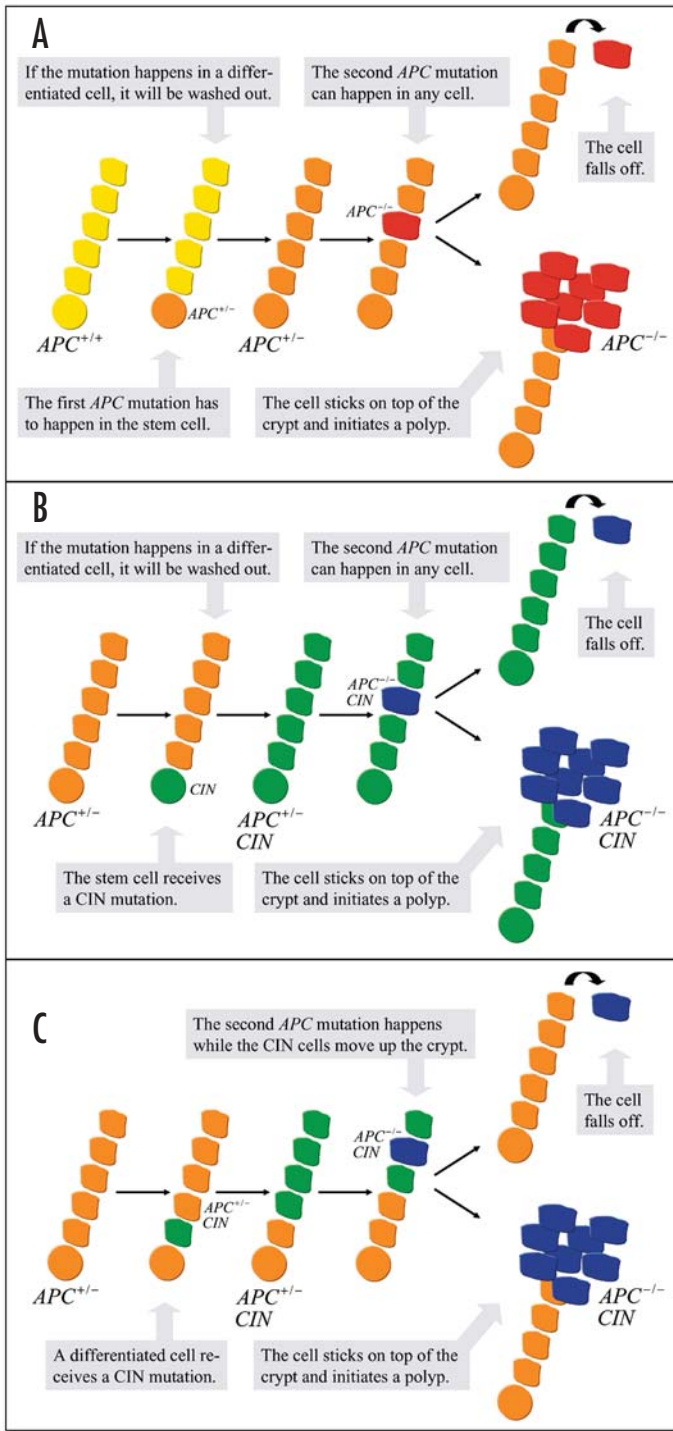 A
If the mutation happens in a differ-
entiated cell, it will be washed out.
The second APC mutation
can happen in any cell.
The cell
falls off.
APC−/−
APC+/−
APC+/+
APC+/−
APC−/−
The first APC mutation has
to happen in the stem cell.
The cell sticks on top of the
crypt and initiates a polyp.
B
If the mutation happens in a differ-
entiated cell, it will be washed out.
The second APC mutation
can happen in any cell.
The cell
falls off.
APC−/−
CIN
CIN
APC+/−
APC+/−
CIN
APC−/−
CIN
The stem cell receives
a CIN mutation.
The cell sticks on top of the
crypt and initiates a polyp.
C
The second APC mutation happens
while the CIN cells move up the crypt.
The cell
falls off.
APC−/−
CIN
APC+/−
CIN
APC+/−
APC+/−
CIN
APC−/−
CIN
A differentiated cell re-
ceives a CIN mutation.
The cell sticks on top of the
crypt and initiates a polyp.